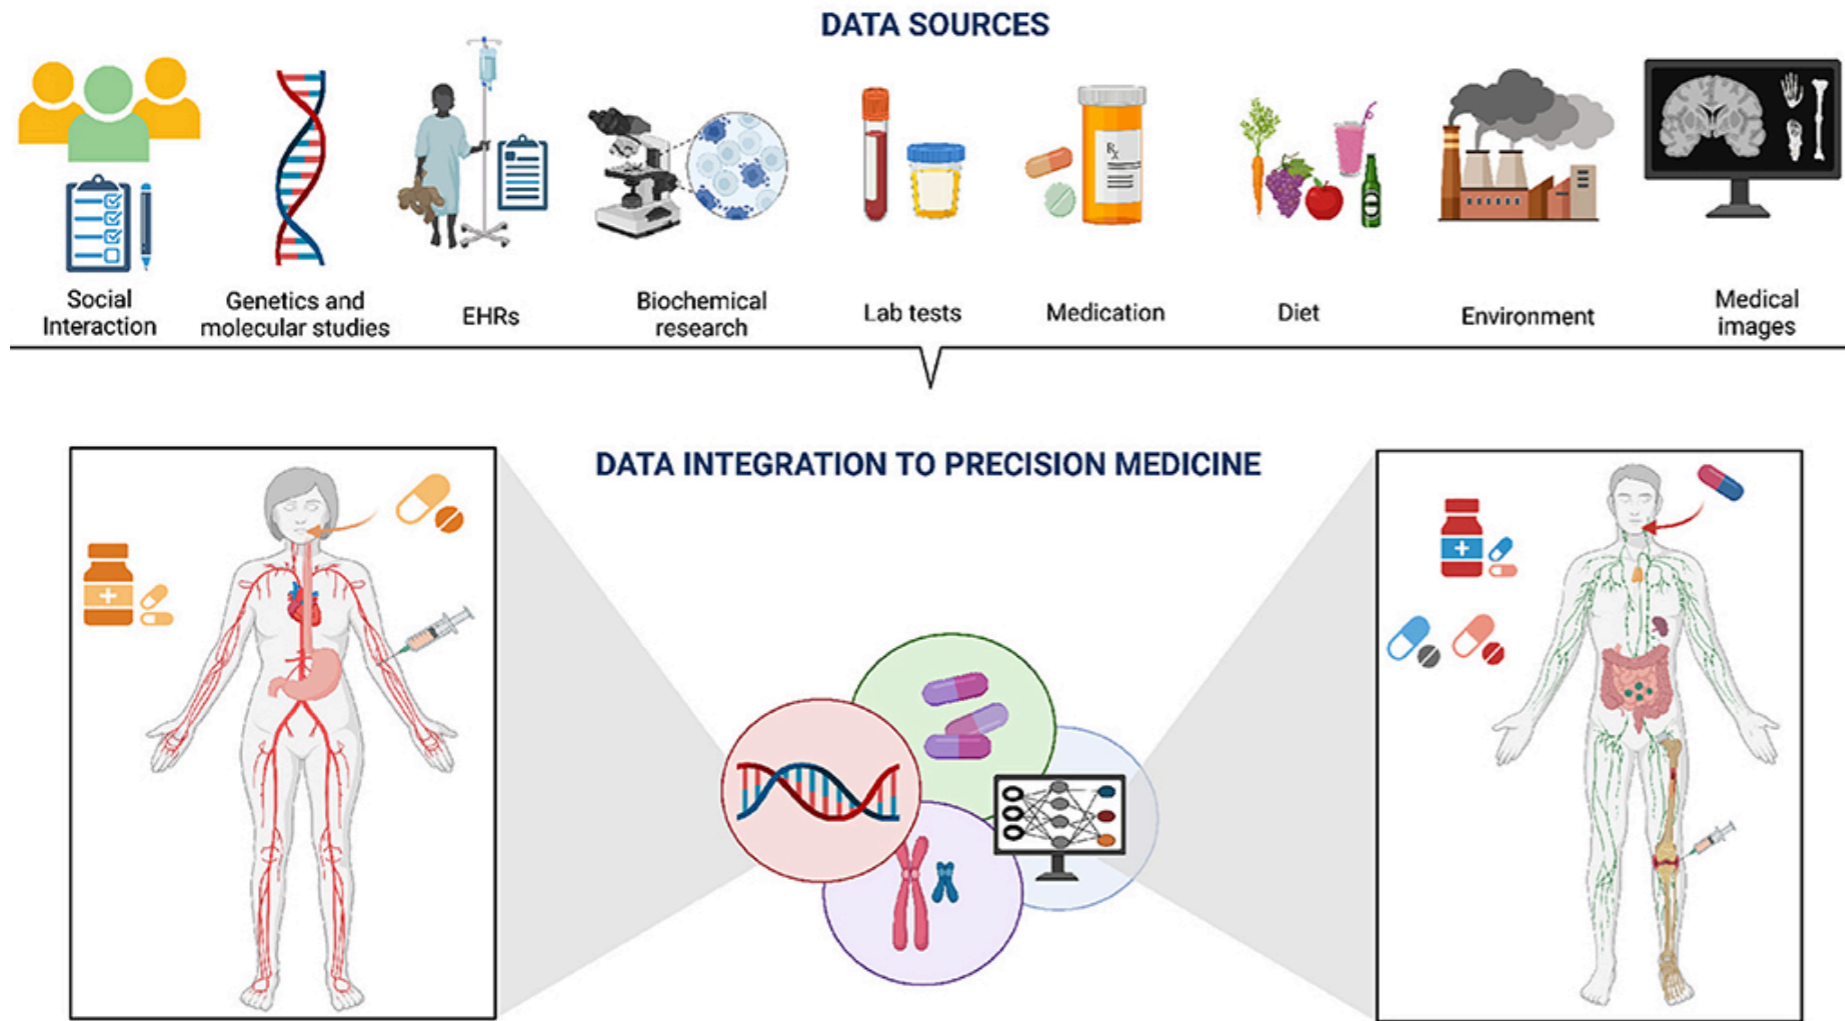 DATA SOURCES
Social
Interaction
Genetics and
molecular studies
EHRs
Biochemical
research
Lab tests
Rx
Medication
Diet
Environment
Medical
images
DATA INTEGRATION TO PRECISION MEDICINE